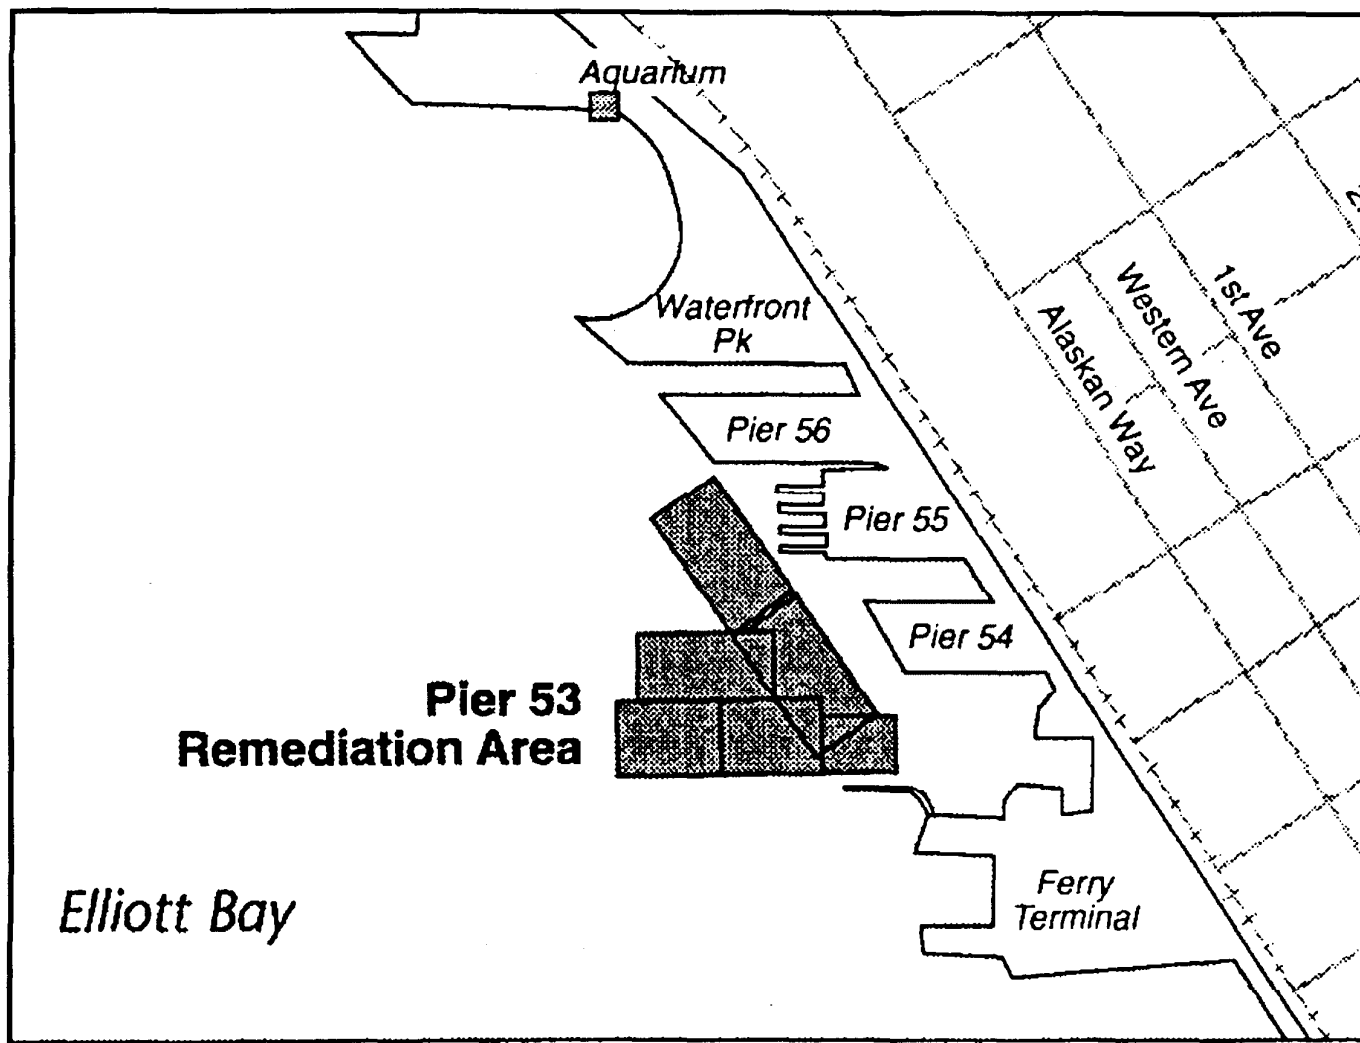 Aquarium
Waterfront
Pk
1st Ave
Western Ave
Alaskan Way
Pier 56
Pier 55
Pier 54
Pier 53
Remediation Area
Ferry
Terminal
Elliott Bay